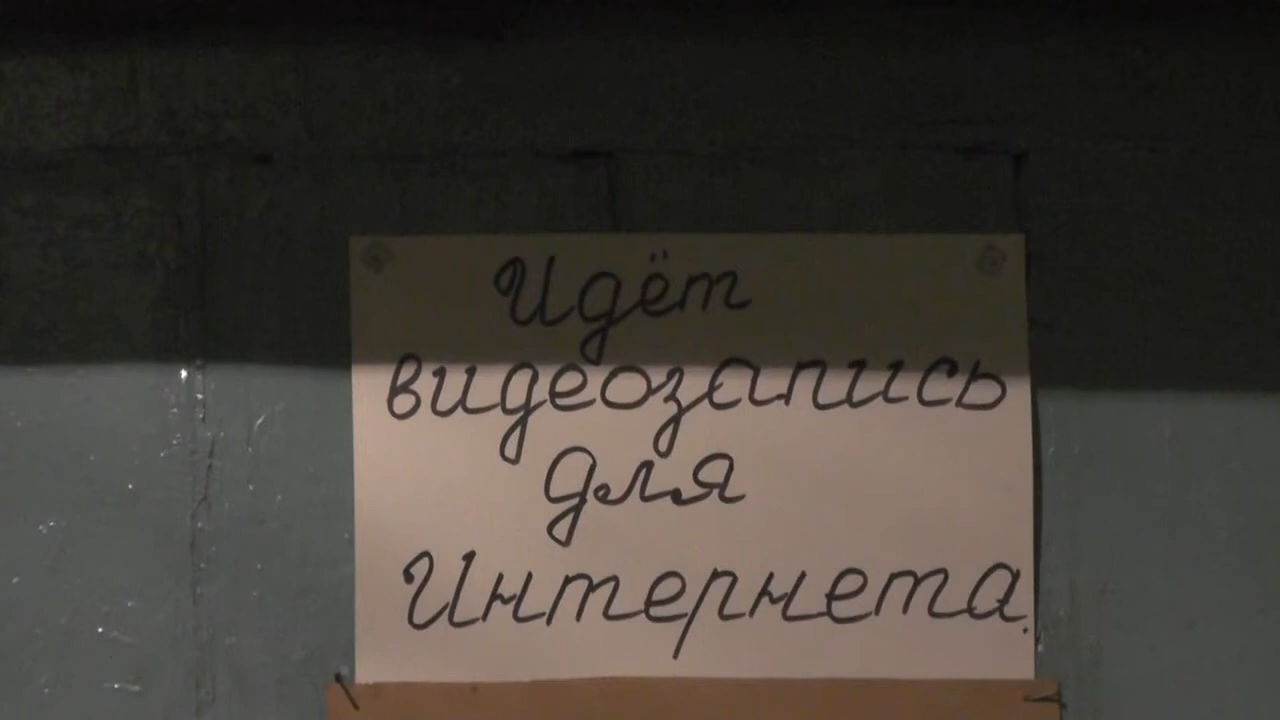 Идёт
видеозапись
для
Интернета.